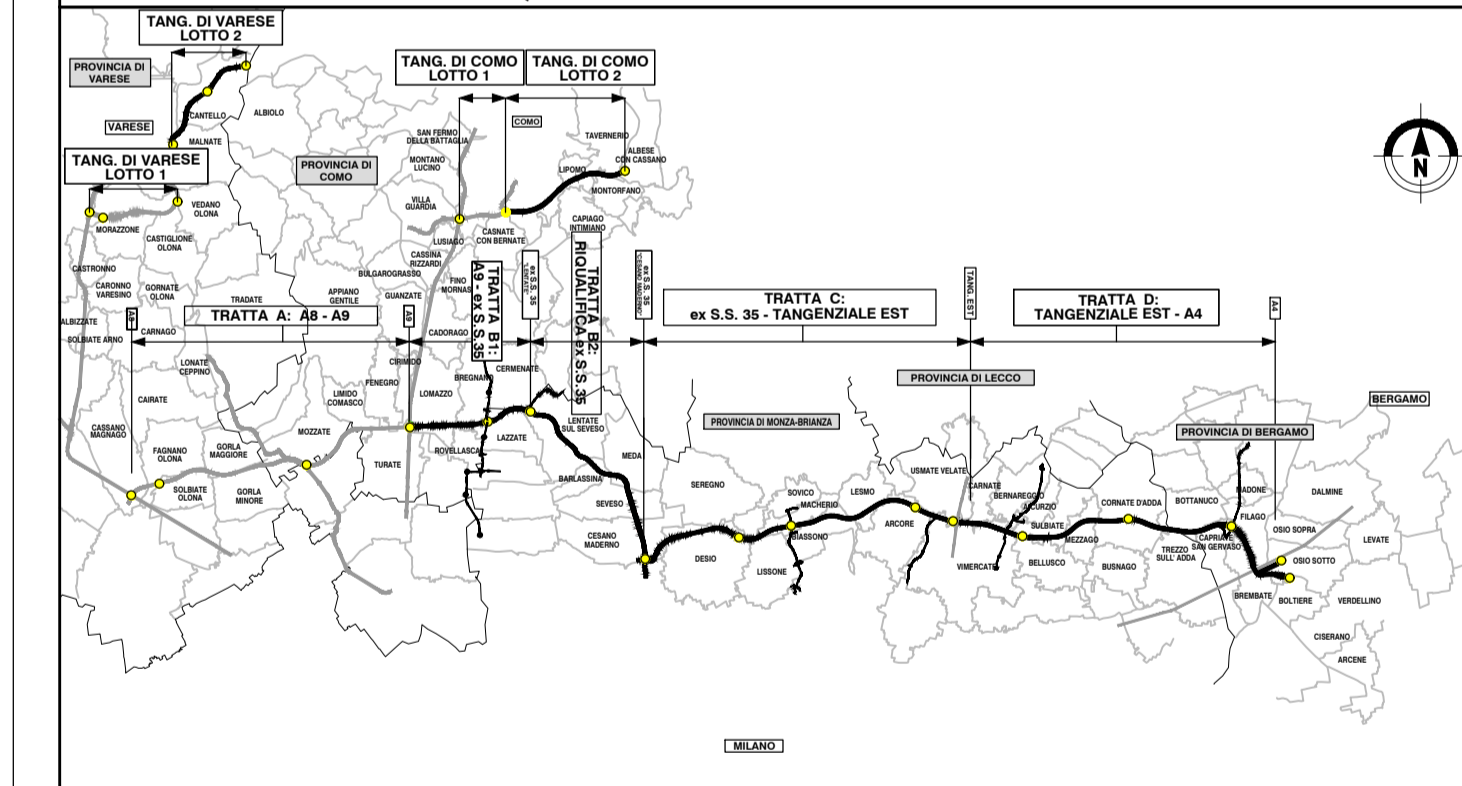 TANG. DI VARESE
LOTTO 2
PROVINCIA DI
VARESE
TANG. DI COMO
LOTTO 1
TANG. DI COMO
LOTTO 2
CANTELLO
ALBIOLO
VARESE
MALNATE
COMO
SAN FERMO
DELLA BATTAGLIA
TAVERNERIO
TANG. DI VARESE
LOTTO 1
PROVINCIA DI
COMO
MONTANO
LUCINO
ALBESE
CON CASSANO
LIPOMO
MONTORFANO
N
VEDANO
OLONA
VILLA
GUARDIA
MORAZZONE
CASTIGLIONE
OLONA
LUSIAGO
CASNATE
CON BERNATE
CAPIAGO
INTIMIANO
CASTRONNO
CASSINA
RIZZARDI
BULGAROGRASSO
CARONNO
VARESINO
GORNATE
OLONA
APPIANO
GENTILE
GUANZATE
FINO
MORNAS
TRADATE
TRATTA B1:
A9 - ex S.S.35
ex S.S. 35
"LENTATE"
TRATTA B2:
RIQUALIFICA ex S.S.35
ex S.S. 35
"CESANO MADERNO"
TRATTA C:
ex S.S. 35 - TANGENZIALE EST
TANG. EST
TRATTA D:
TANGENZIALE EST - A4
A4
A8
TRATTA A: A8 - A9
A9
ALBIZZATE
SOLBIATE ARNO
CARNAGO
CADORAGO
LONATE
CEPPINO
CIRIMIDO
FENEGRO
BREGNANO
CERMENATE
PROVINCIA DI LECCO
CAIRATE
LIMIDO
COMASCO
LOMAZZO
BERGAMO
CASSANO
MAGNAGO
MOZZATE
LAZZATE
LENTATE
SUL SEVESO
PROVINCIA DI MONZA-BRIANZA
PROVINCIA DI BERGAMO
FAGNANO
OLONA
GORLA
MAGGIORE
TURATE
ROVELLASCA
MEDA
USMATE VELATE
SOLBIATE
OLONA
GORLA
MINORE
BARLASSINA
SEREGNO
SOVICO
MACHERIO
LESMO
CARNATE
BERNAREGGIO
AICURZIO
CORNATE D'ADDA
BOTTANUCO
MADONE
DALMINE
SEVESO
ARCORE
SULBIATE
MEZZAGO
FILAGO
OSIO SOPRA
CESANO
MADERNO
BIASSONO
CAPRIATE
SAN GERVASO
LEVATE
DESIO
LISSONE
VIMERCATE
BELLUSCO
BUSNAGO
TREZZO
SULL' ADDA
OSIO SOTTO
BREMBATE
BOLTIERE
VERDELLINO
CISERANO
ARCENE
MILANO